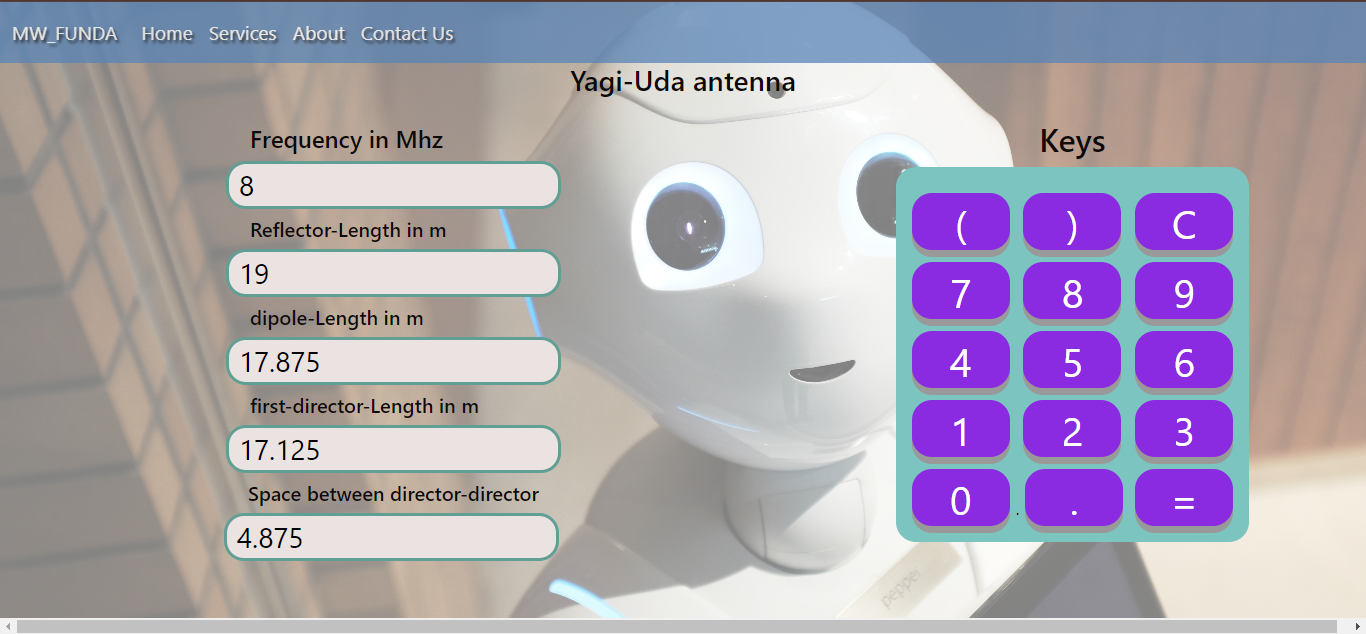 MW_FUNDA Home Services About Contact Us
Yagi-Uda antenna
Frequency in Mhz
8
Reflector-Length in m
19
dipole-Length in m
17.875
first-director-Length in m
17.125
Space between director-director
4.875
Keys
( ) C
7 8 9
4 5 6
1 2 3
0 . . =
pepper